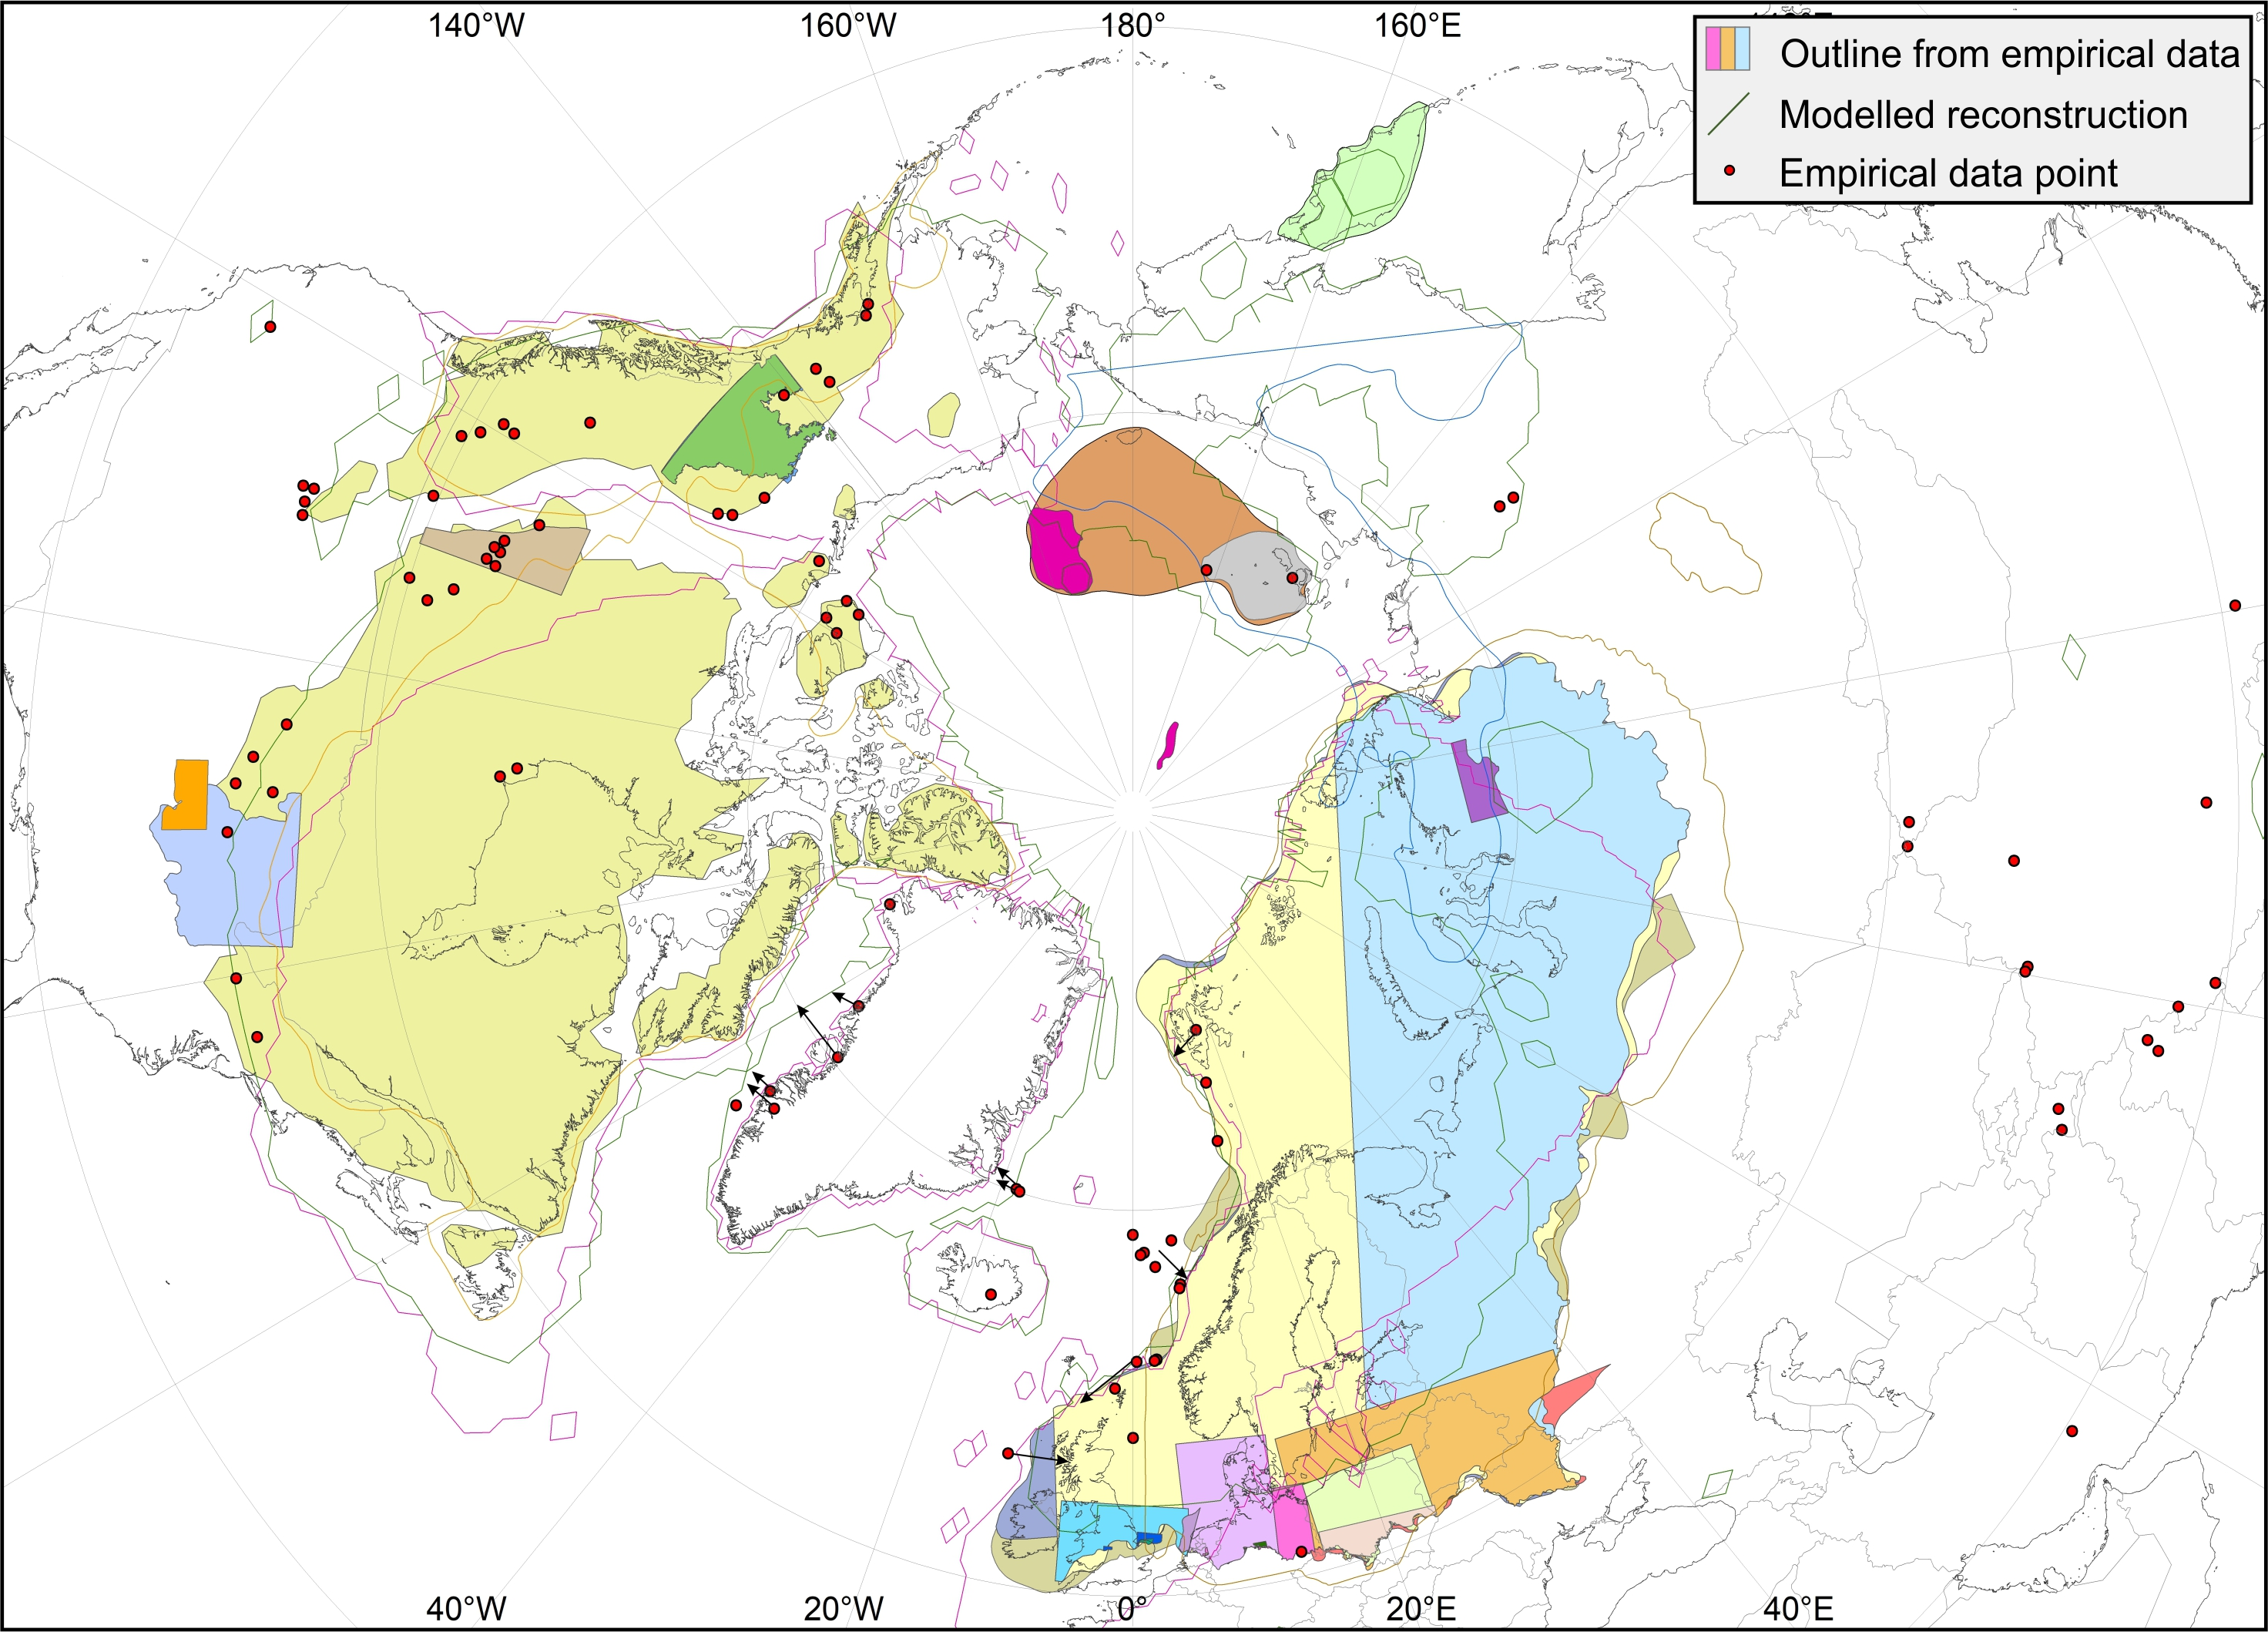 140°W 160°W 180° 160°E
Outline from empirical data
Modelled reconstruction
Empirical data point
40°W 20°W 0° 20°E 40°E